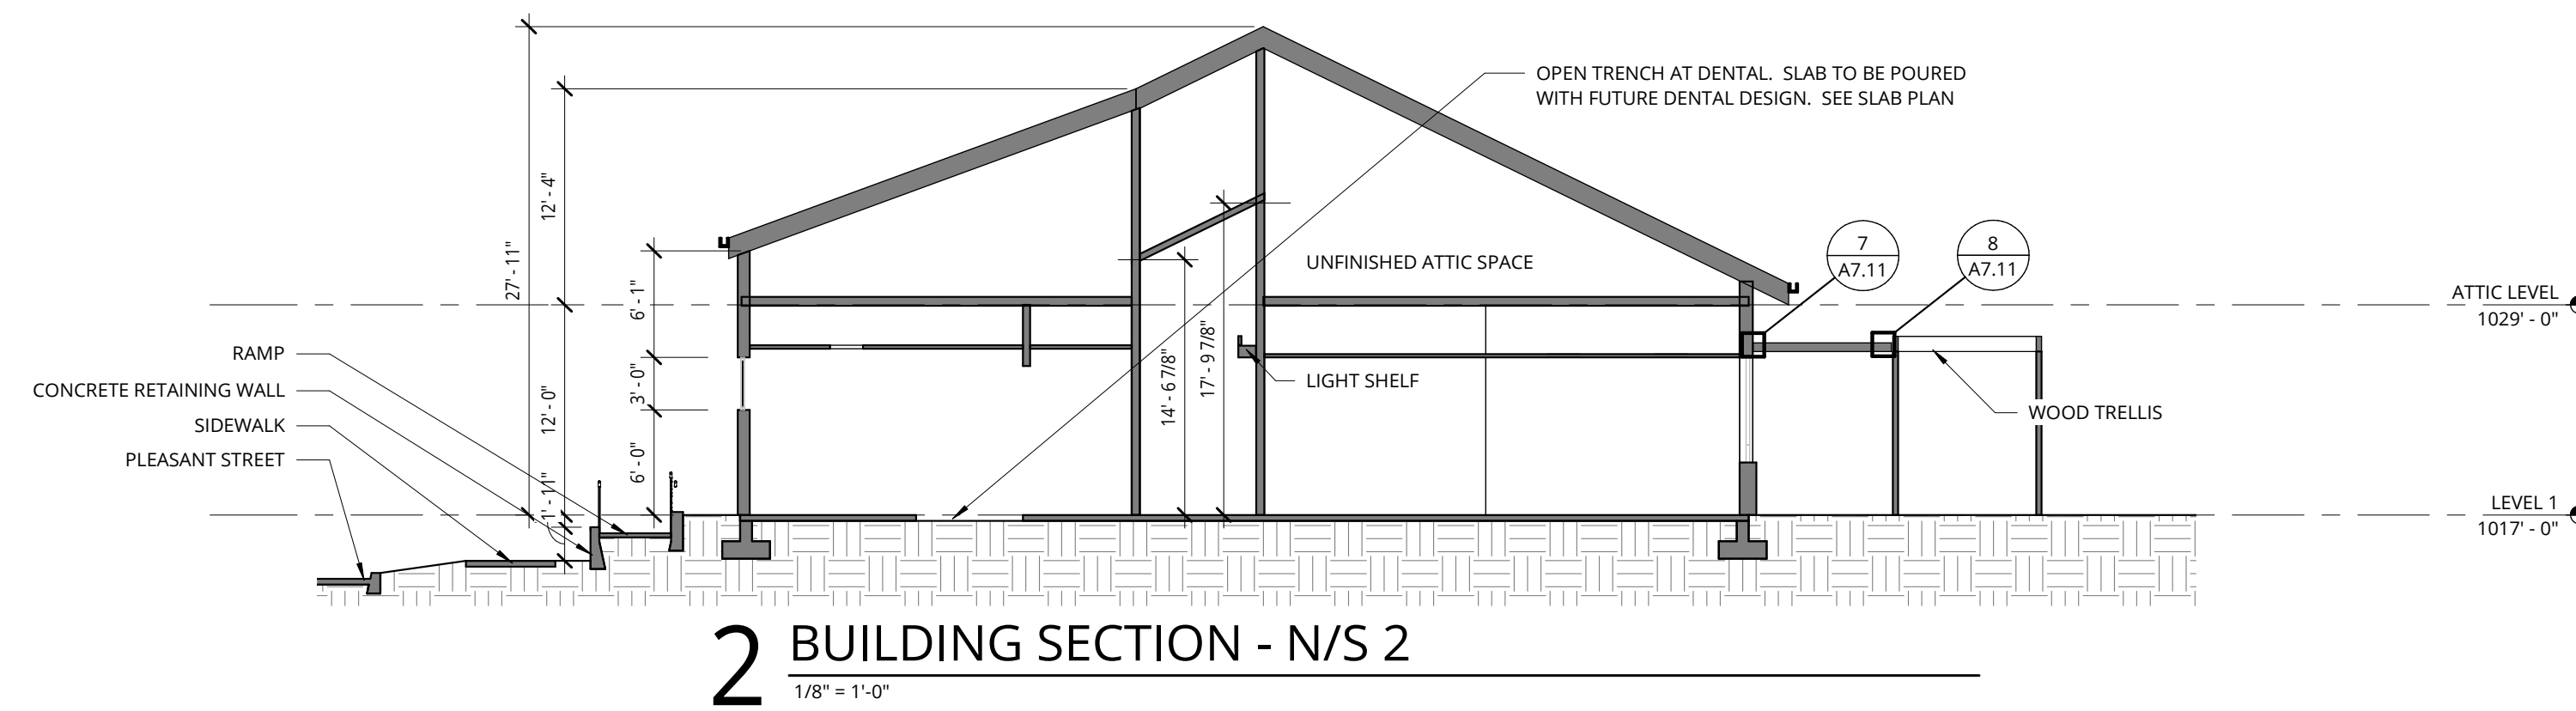 OPEN TRENCH AT DENTAL.  SLAB TO BE POURED
WITH FUTURE DENTAL DESIGN.  SEE SLAB PLAN
27' - 11"
12' - 4"
12' - 0"
1' - 11"
6' - 1"
3' - 0"
6' - 0"
14' - 6 7/8"
17' - 9 7/8"
UNFINISHED ATTIC SPACE
LIGHT SHELF
7
A7.11
8
A7.11
ATTIC LEVEL
1029' - 0"
WOOD TRELLIS
RAMP
CONCRETE RETAINING WALL
SIDEWALK
PLEASANT STREET
LEVEL 1
1017' - 0"
2
BUILDING SECTION - N/S 2
1/8" = 1'-0"